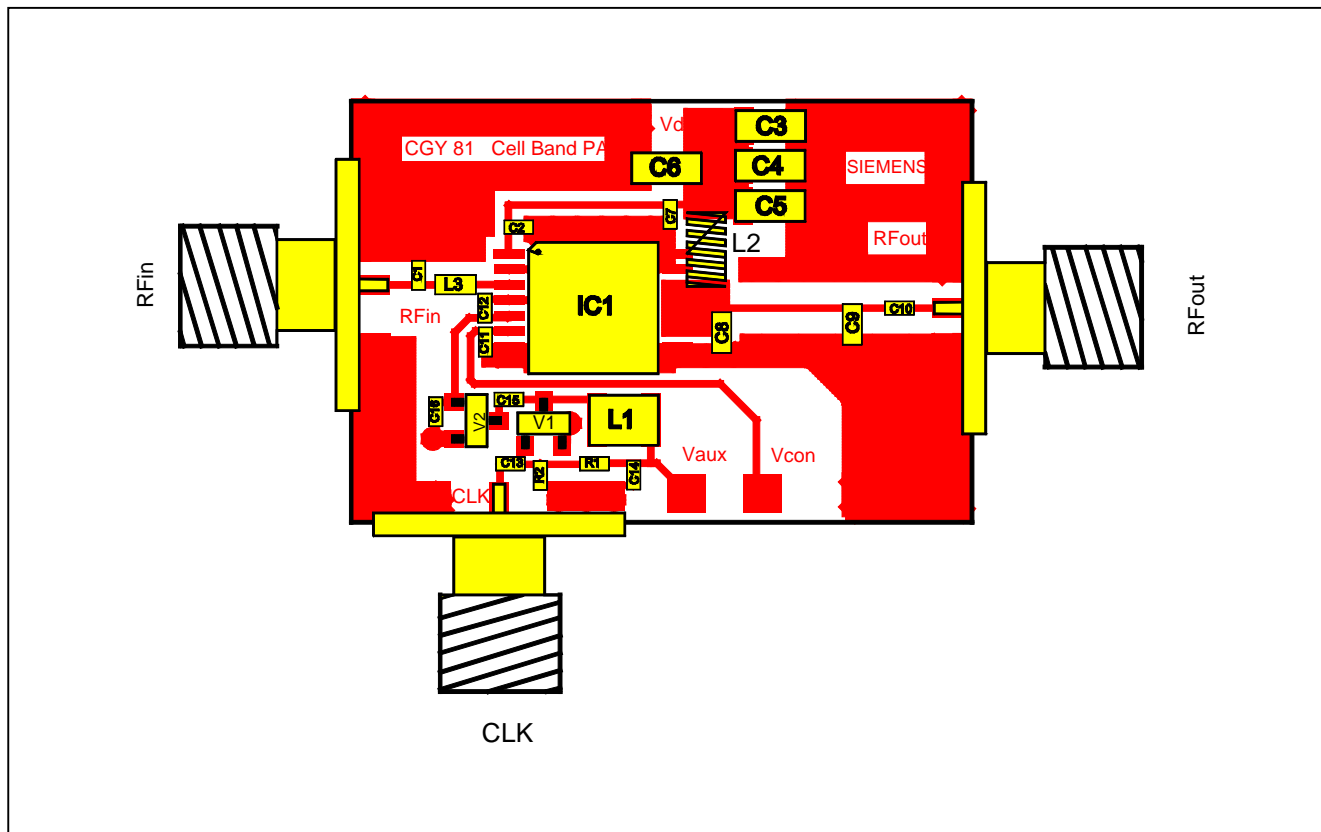 Vd
C3
CGY 81 Cell Band PA
C6
C4
SIEMENS
C5
C7
C2
L2
RFout
RFin
C1
L3
IC1
C12
RFin
C11
C8
C9
C10
RFout
C16
V2
C15
V1
L1
Vaux
Vcon
C13
R2
R1
C14
CLK
CLK